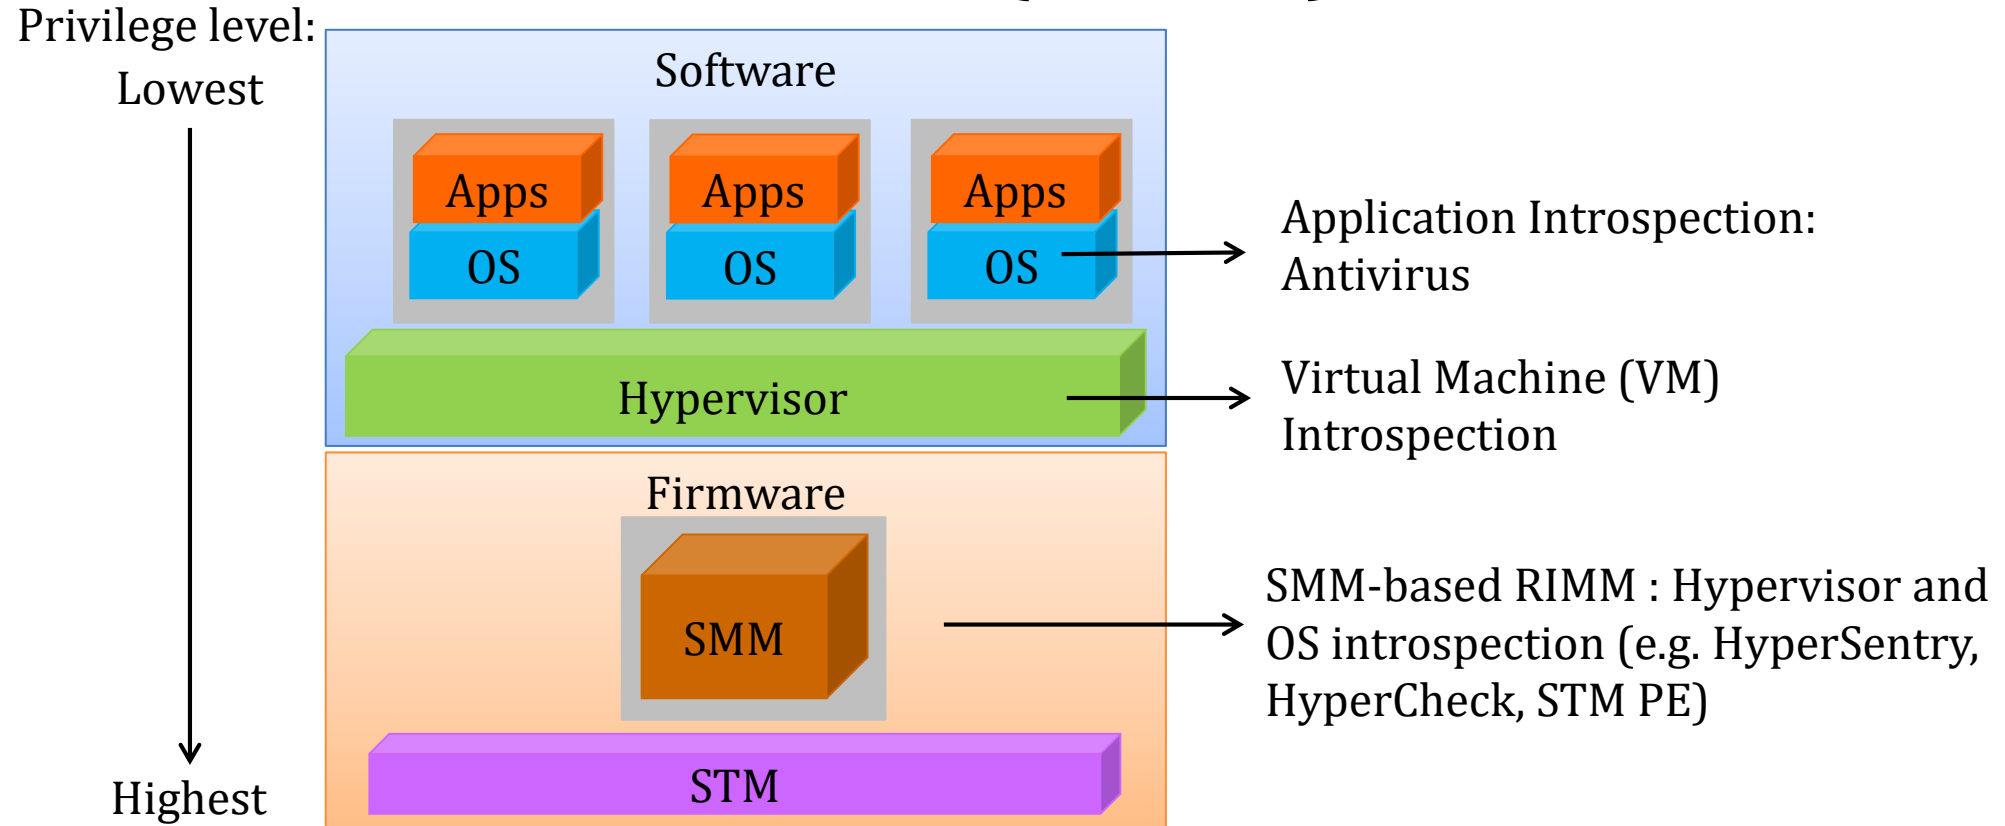 Privilege level:
Lowest
Highest
Software
Apps
Apps
Apps
OS
OS
OS
Hypervisor
Firmware
SMM
STM
Application Introspection:
Antivirus
Virtual Machine (VM)
Introspection
SMM-based RIMM : Hypervisor and
OS introspection (e.g. HyperSentry,
HyperCheck, STM PE)